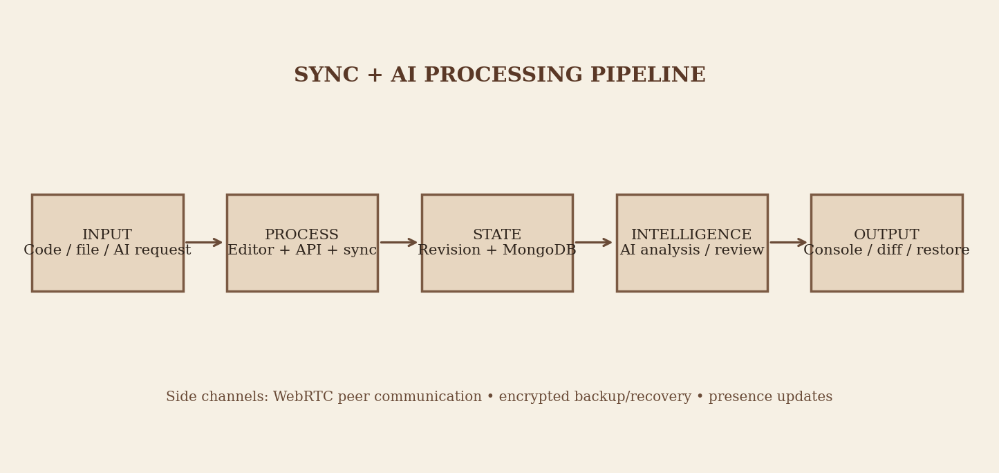 SYNC + AI PROCESSING PIPELINE
INPUT
Code / file / AI request
PROCESS
Editor + API + sync
STATE
Revision + MongoDB
INTELLIGENCE
AI analysis / review
OUTPUT
Console / diff / restore
Side channels: WebRTC peer communication • encrypted backup/recovery • presence updates